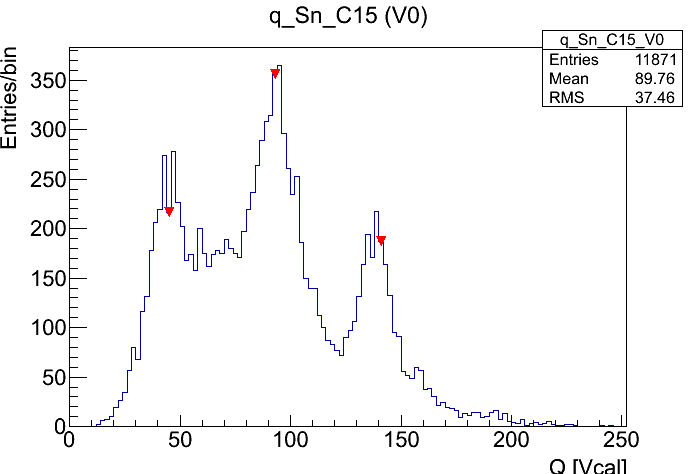 q_Sn_C15 (V0)
q_Sn_C15_V0
Entries 11871
Mean 89.76
RMS 37.46
Entries/bin
350
300
250
200
150
100
50
0
0 50 100 150 200 250
Q [Vcal]